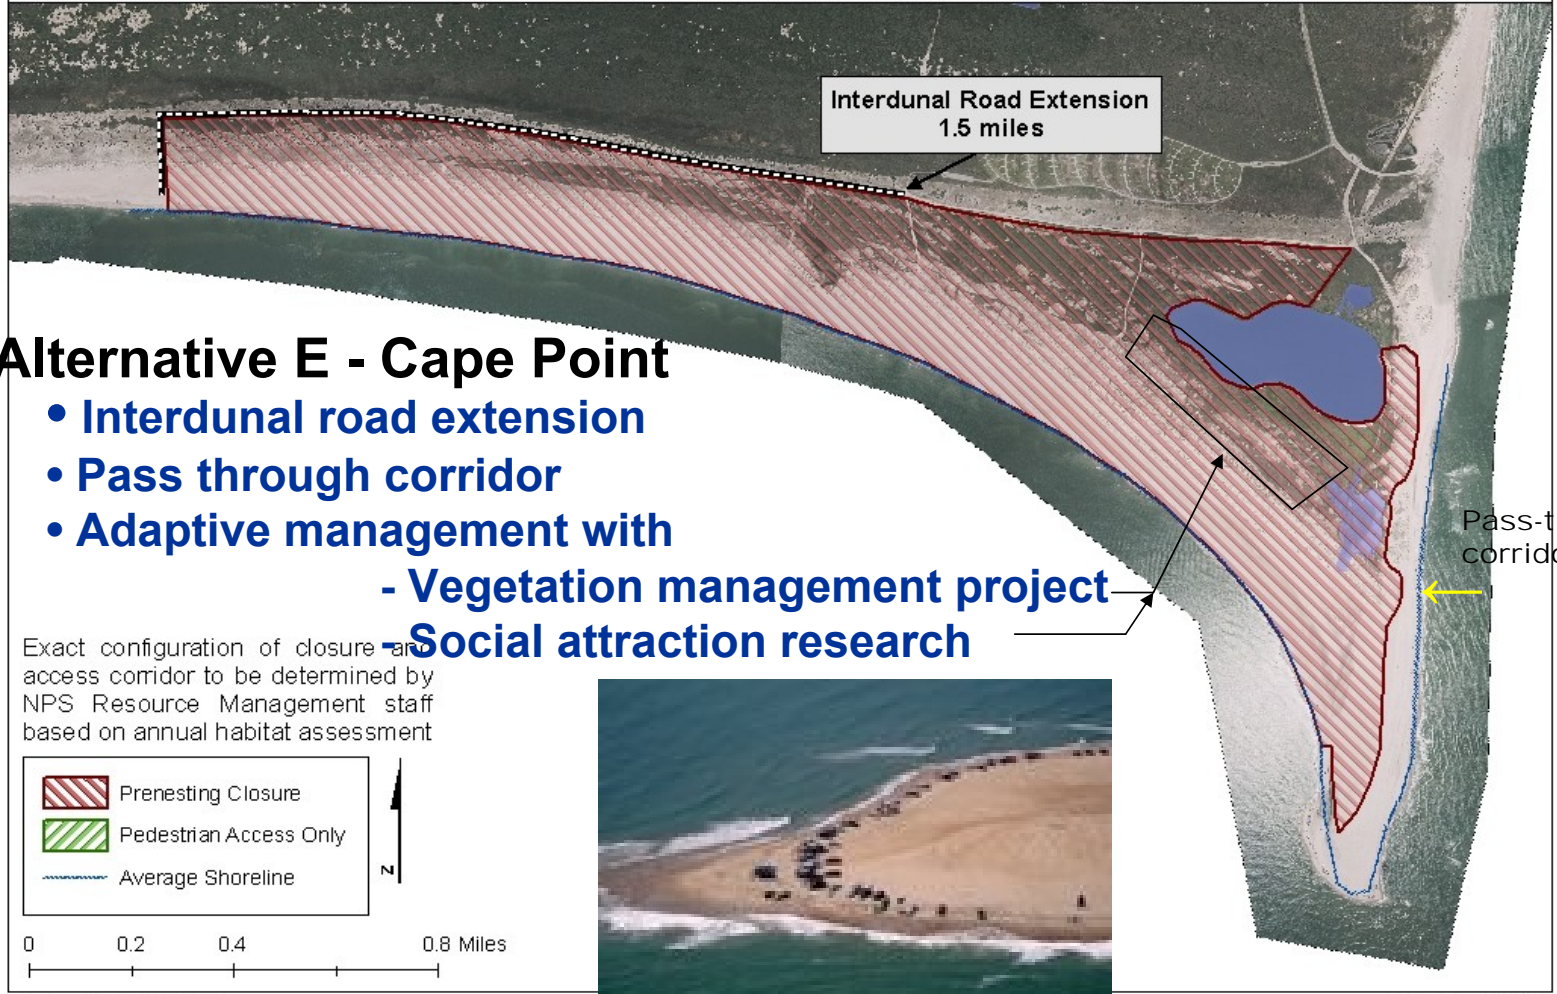 Interdunal Road Extension
1.5 miles
Alternative E - Cape Point
• Interdunal road extension
• Pass through corridor
• Adaptive management with
- Vegetation management project
- Social attraction research
Pass-t
corrido
Exact configuration of closure and
access corridor to be determined by
NPS Resource Management staff
based on annual habitat assessment
Prenesting Closure
Pedestrian Access Only
Average Shoreline
N
0 0.2 0.4 0.8 Miles